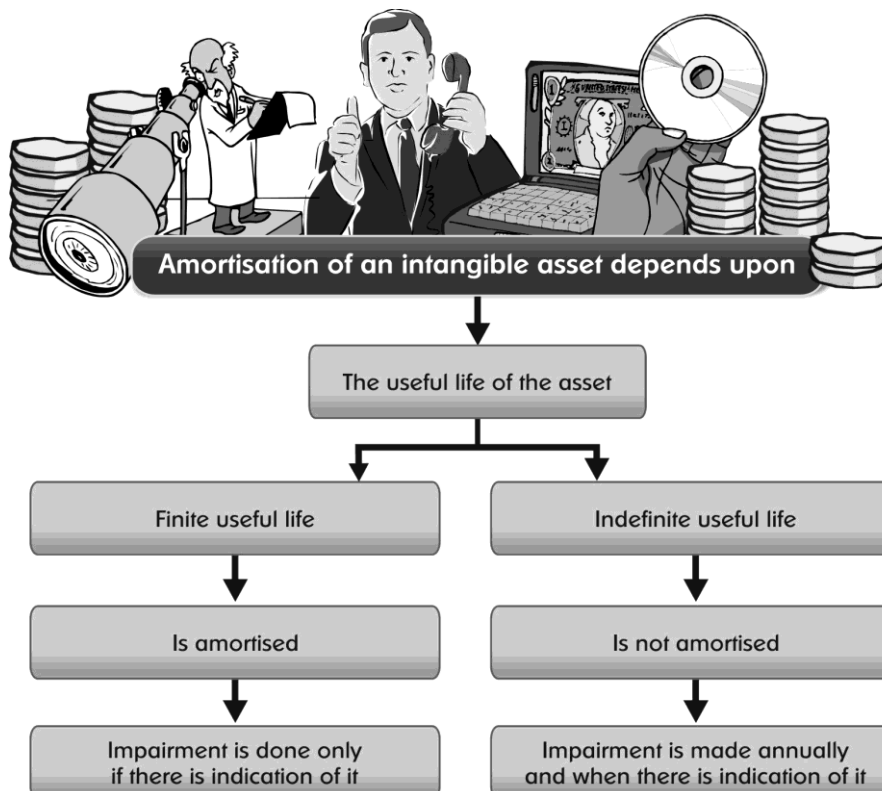 Amortisation of an intangible asset depends upon
The useful life of the asset
Finite useful life
Indefinite useful life
Is amortised
Is not amortised
Impairment is done only
if there is indication of it
Impairment is made annually
and when there is indication of it